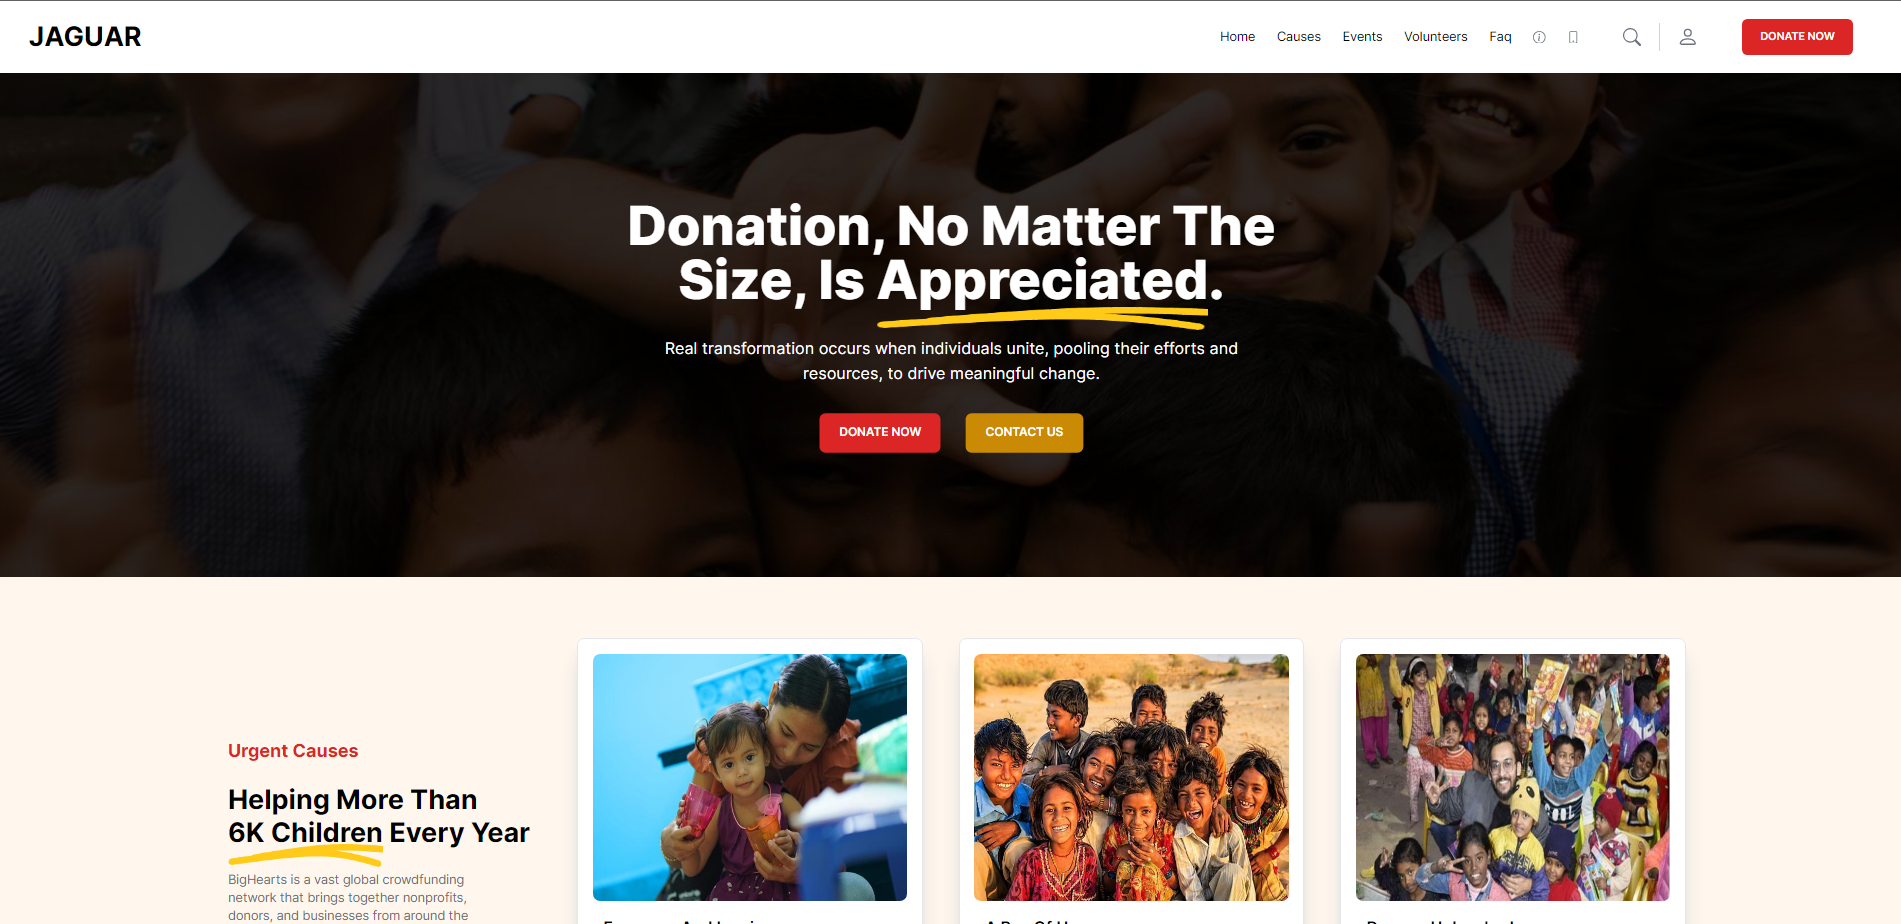 JAGUAR
Home Causes Events Volunteers Faq
DONATE NOW
Donation, No Matter The
Size, Is Appreciated.
Real transformation occurs when individuals unite, pooling their efforts and
resources, to drive meaningful change.
DONATE NOW CONTACT US
Urgent Causes
Helping More Than
6K Children Every Year
BigHearts is a vast global crowdfunding
network that brings together nonprofits,
donors, and businesses from around the